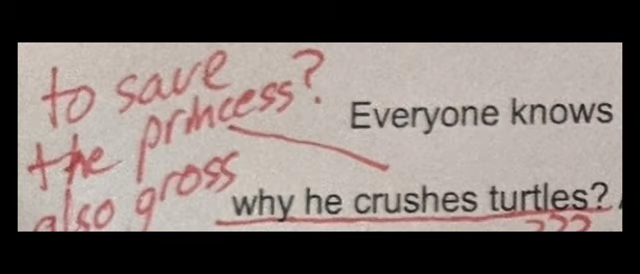 to save
the princess?
also gross
Everyone knows
why he crushes turtles?
???